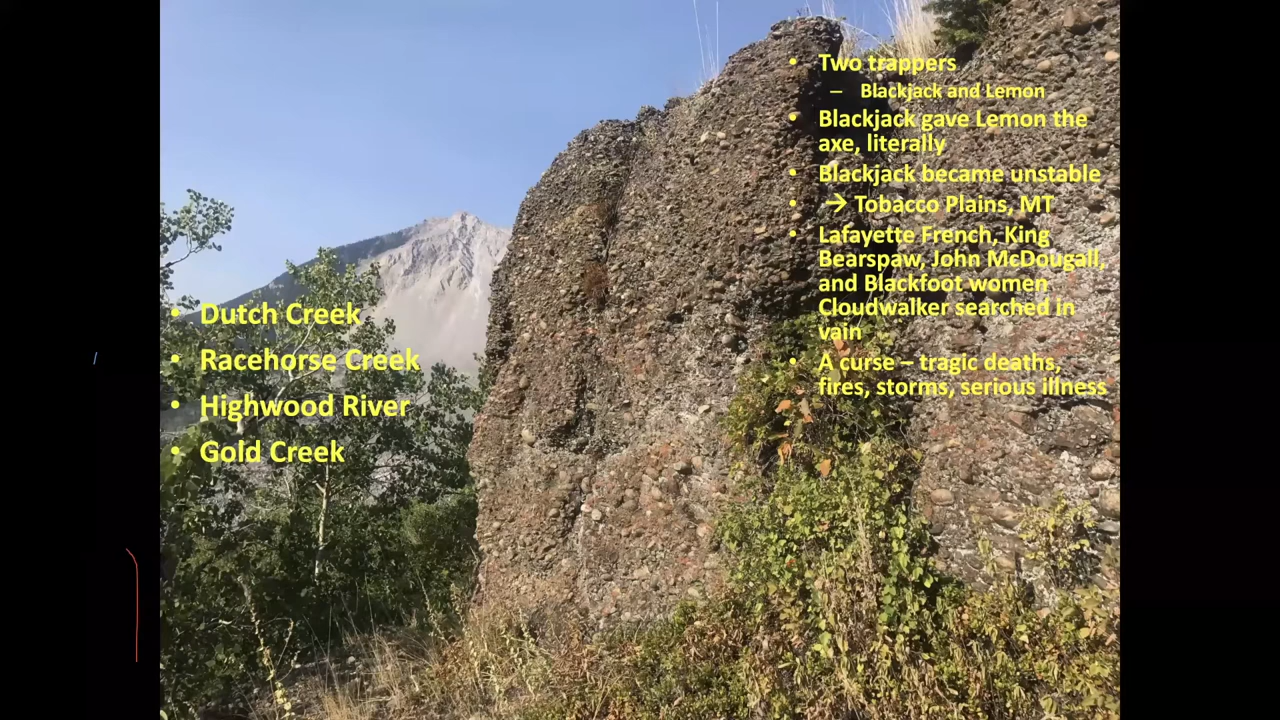 • Dutch Creek
• Racehorse Creek
• Highwood River
• Gold Creek
• Two trappers
– Blackjack and Lemon
• Blackjack gave Lemon the
axe, literally
• Blackjack became unstable
• → Tobacco Plains, MT
• Lafayette French, King
Bearspaw, John McDougall,
and Blackfoot women
Cloudwalker searched in
vain
• A curse – tragic deaths,
fires, storms, serious illness